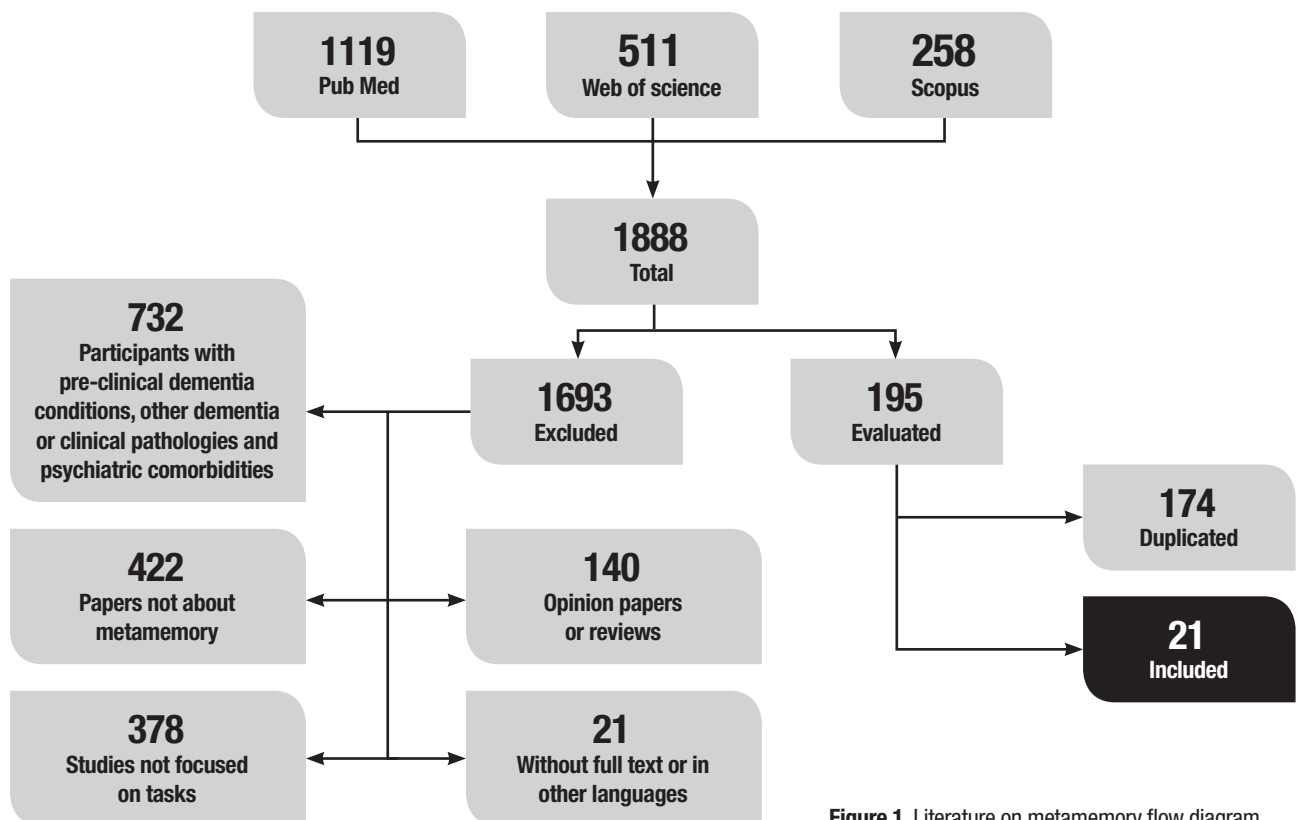 1119
Pub Med
511
Web of science
258
Scopus
1888
Total
732
Participants with
pre-clinical dementia
conditions, other dementia
or clinical pathologies and
psychiatric comorbidities
1693
Excluded
195
Evaluated
174
Duplicated
422
Papers not about
metamemory
140
Opinion papers
or reviews
21
Included
378
Studies not focused
on tasks
21
Without full text or in
other languages
Figure 1. Literature on metamemory flow diagram